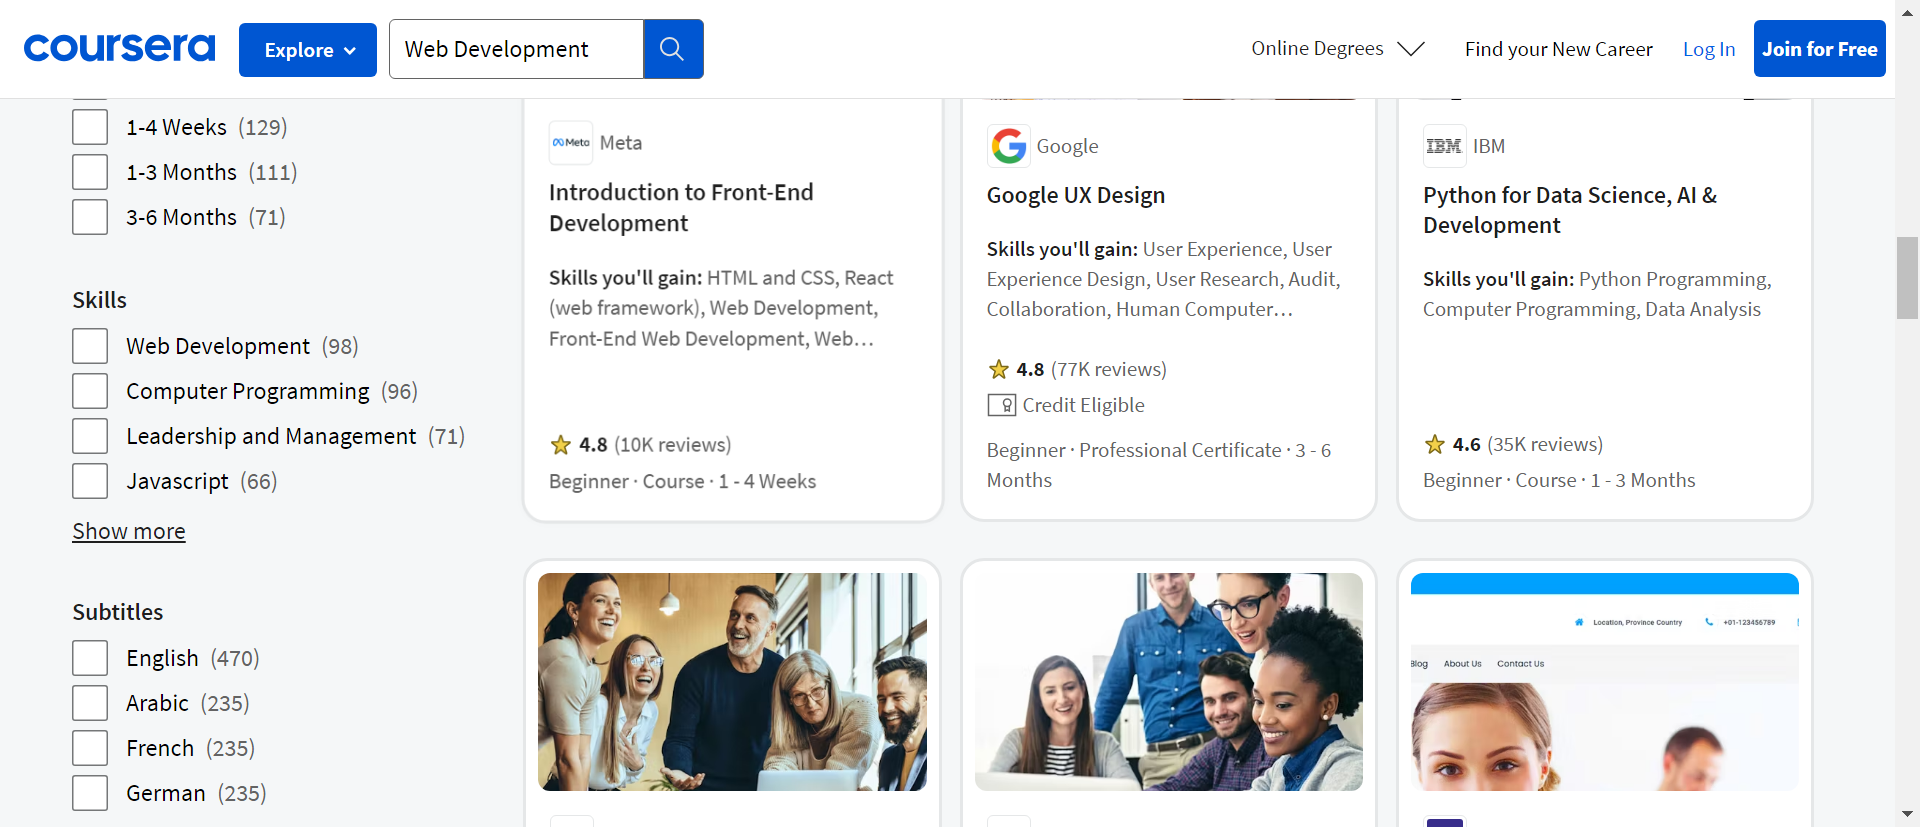 coursera
Explore
Web Development
Online Degrees
Find your New Career
Log In
Join for Free
1-4 Weeks (129)
1-3 Months (111)
3-6 Months (71)
Skills
Web Development (98)
Computer Programming (96)
Leadership and Management (71)
Javascript (66)
Show more
Subtitles
English (470)
Arabic (235)
French (235)
German (235)
Meta Meta
Introduction to Front-End
Development
Skills you'll gain: HTML and CSS, React
(web framework), Web Development,
Front-End Web Development, Web...
4.8 (10K reviews)
Beginner · Course · 1 - 4 Weeks
Google
Google UX Design
Skills you'll gain: User Experience, User
Experience Design, User Research, Audit,
Collaboration, Human Computer...
4.8 (77K reviews)
Credit Eligible
Beginner · Professional Certificate · 3 - 6
Months
IBM IBM
Python for Data Science, AI &
Development
Skills you'll gain: Python Programming,
Computer Programming, Data Analysis
4.6 (35K reviews)
Beginner · Course · 1 - 3 Months
Location, Province Country
+01-123456789
Blog
About Us
Contact Us